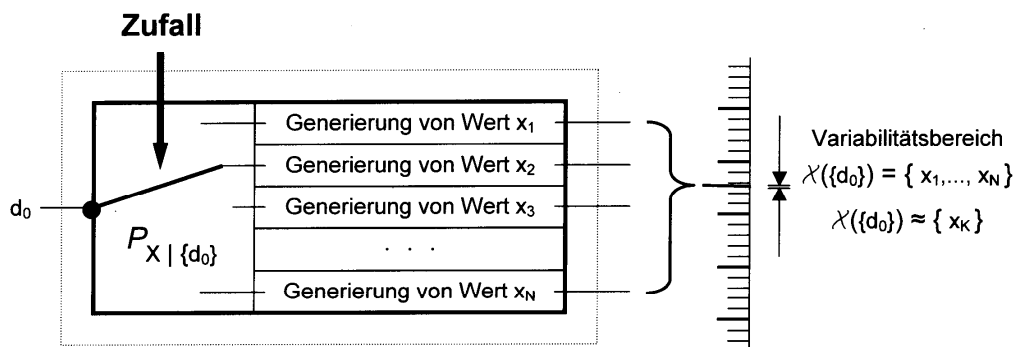 Zufall
d₀
P X | {d₀}
Generierung von Wert x₁
Generierung von Wert x₂
Generierung von Wert x₃
. . .
Generierung von Wert x_N
Variabilitätsbereich
𝒳({d₀}) = { x₁,..., x_N}
𝒳({d₀}) ≈ { x_K}